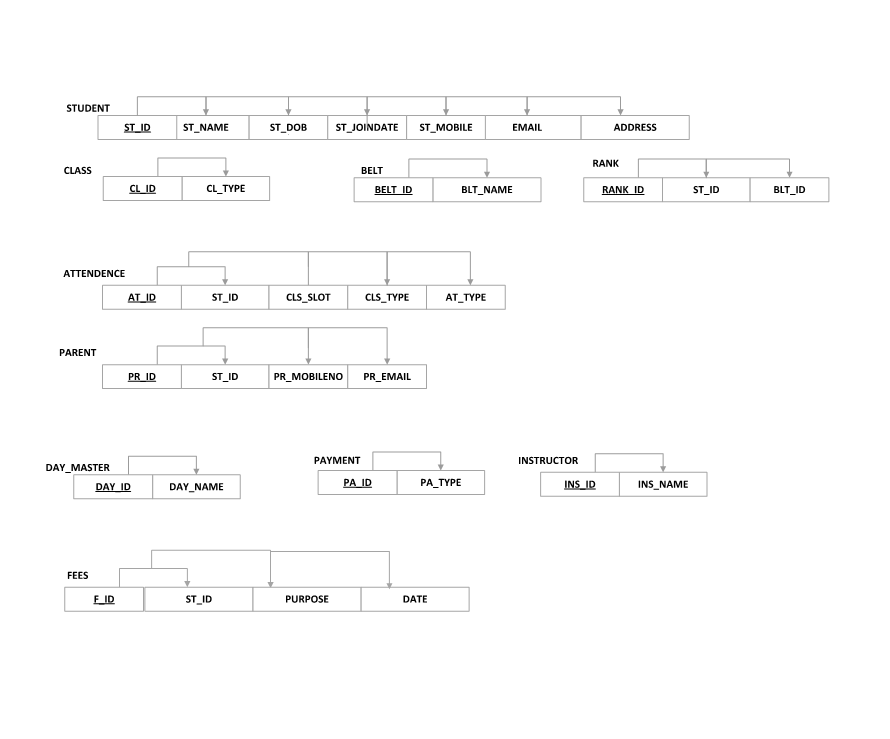 STUDENT
ST_ID ST_NAME ST_DOB ST_JOINDATE ST_MOBILE EMAIL ADDRESS
CLASS
CL_ID CL_TYPE
BELT
BELT_ID BLT_NAME
RANK
RANK_ID ST_ID BLT_ID
ATTENDENCE
AT_ID ST_ID CLS_SLOT CLS_TYPE AT_TYPE
PARENT
PR_ID ST_ID PR_MOBILENO PR_EMAIL
DAY_MASTER
DAY_ID DAY_NAME
PAYMENT
PA_ID PA_TYPE
INSTRUCTOR
INS_ID INS_NAME
FEES
F_ID ST_ID PURPOSE DATE